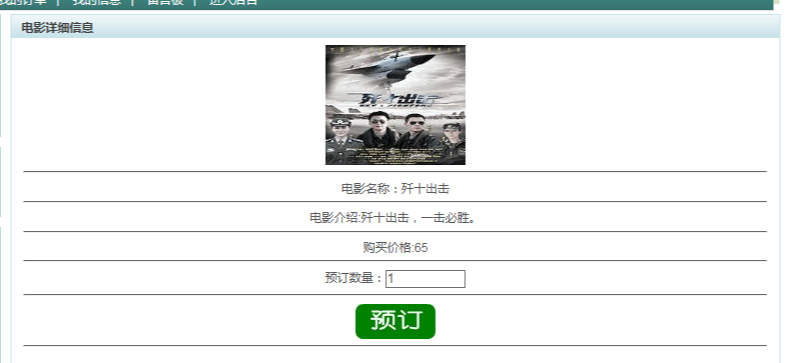 我的订单 | 我的信息 | 留言板 | 进入后台
电影详细信息
歼十出击
电影名称：歼十出击
电影介绍:歼十出击，一击必胜。
购买价格:65
预订数量：1
预订